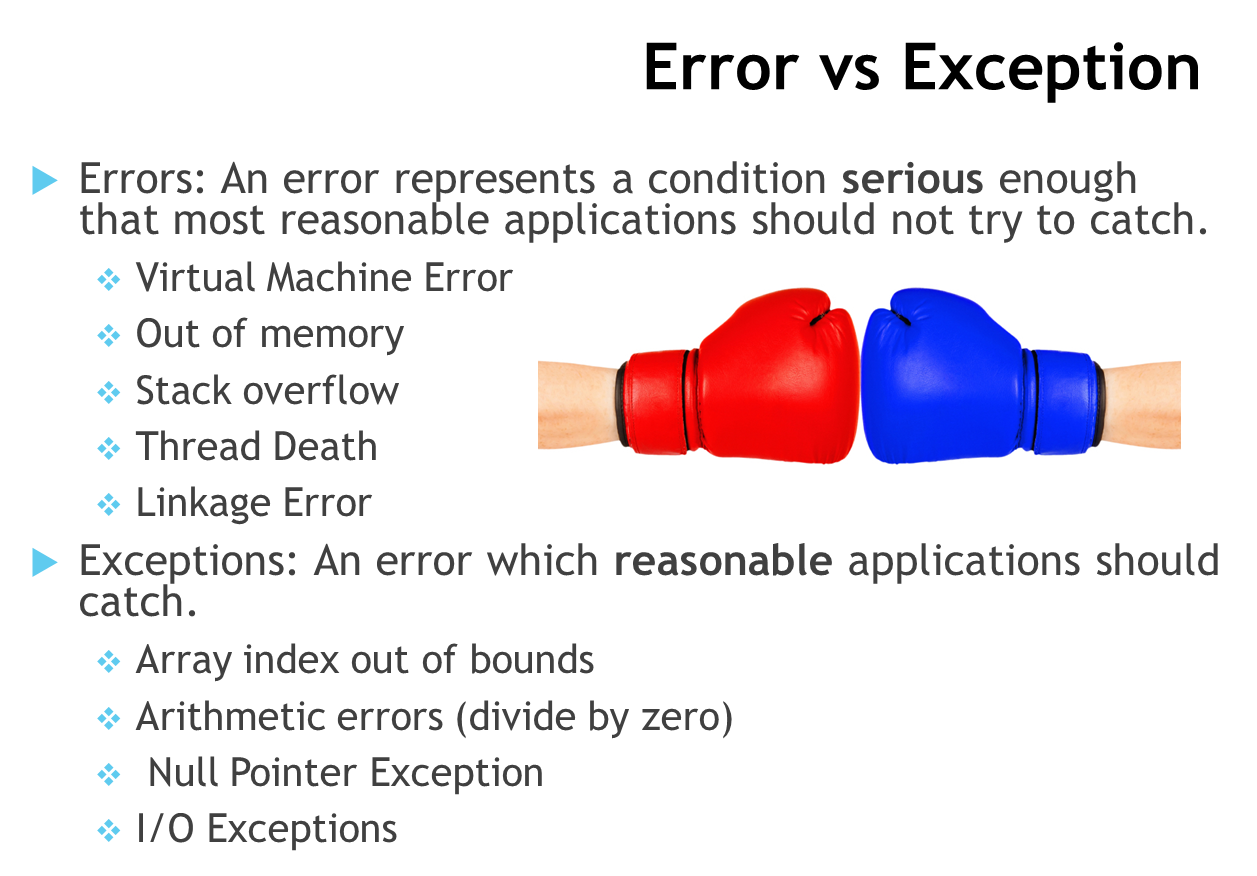 Error vs Exception
Errors: An error represents a condition serious enough
that most reasonable applications should not try to catch.
Virtual Machine Error
Out of memory
Stack overflow
Thread Death
Linkage Error
Exceptions: An error which reasonable applications should
catch.
Array index out of bounds
Arithmetic errors (divide by zero)
Null Pointer Exception
I/O Exceptions